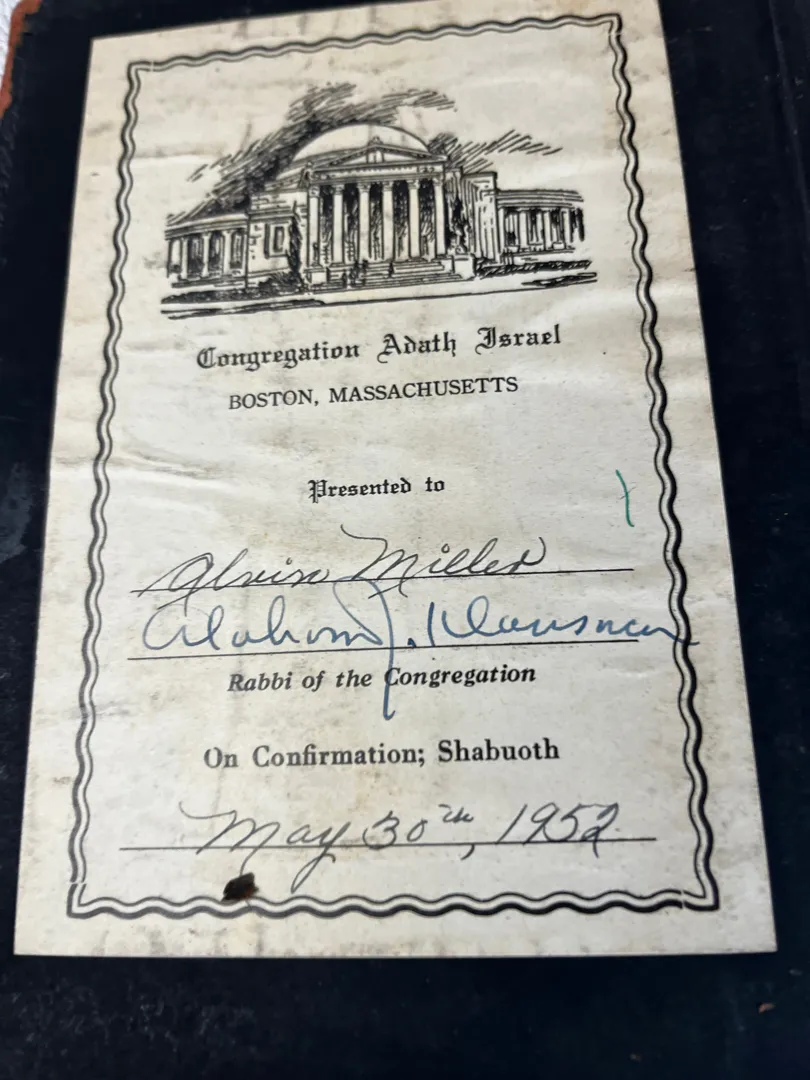 Congregation Adath Israel
BOSTON, MASSACHUSETTS
Presented to
Alvin Miller
Abraham J. Klausner
Rabbi of the Congregation
On Confirmation; Shabuoth
May 30th, 1952